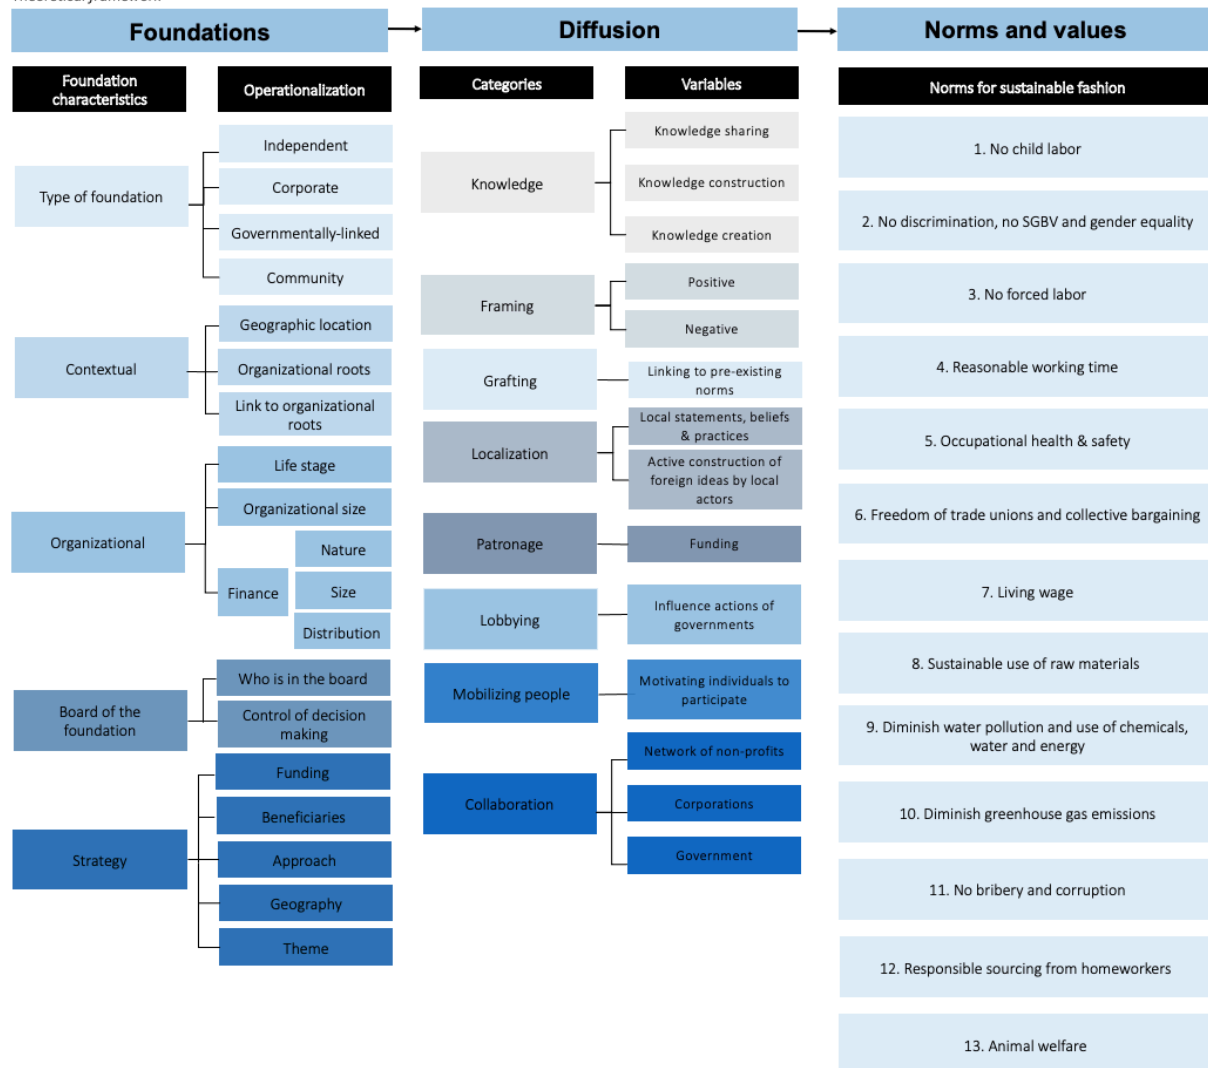 Theoretical framework
Foundations
Diffusion
Norms and values
Foundation
characteristics
Operationalization
Categories
Variables
Norms for sustainable fashion
Type of foundation
Independent
Corporate
Governmentally-linked
Community
Contextual
Geographic location
Organizational roots
Link to organizational
roots
Organizational
Life stage
Organizational size
Finance
Nature
Size
Distribution
Board of the
foundation
Who is in the board
Control of decision
making
Strategy
Funding
Beneficiaries
Approach
Geography
Theme
Knowledge
Knowledge sharing
Knowledge construction
Knowledge creation
Framing
Positive
Negative
Grafting
Linking to pre-existing
norms
Localization
Local statements, beliefs
& practices
Active construction of
foreign ideas by local
actors
Patronage
Funding
Lobbying
Influence actions of
governments
Mobilizing people
Motivating individuals to
participate
Collaboration
Network of non-profits
Corporations
Government
1. No child labor
2. No discrimination, no SGBV and gender equality
3. No forced labor
4. Reasonable working time
5. Occupational health & safety
6. Freedom of trade unions and collective bargaining
7. Living wage
8. Sustainable use of raw materials
9. Diminish water pollution and use of chemicals,
water and energy
10. Diminish greenhouse gas emissions
11. No bribery and corruption
12. Responsible sourcing from homeworkers
13. Animal welfare